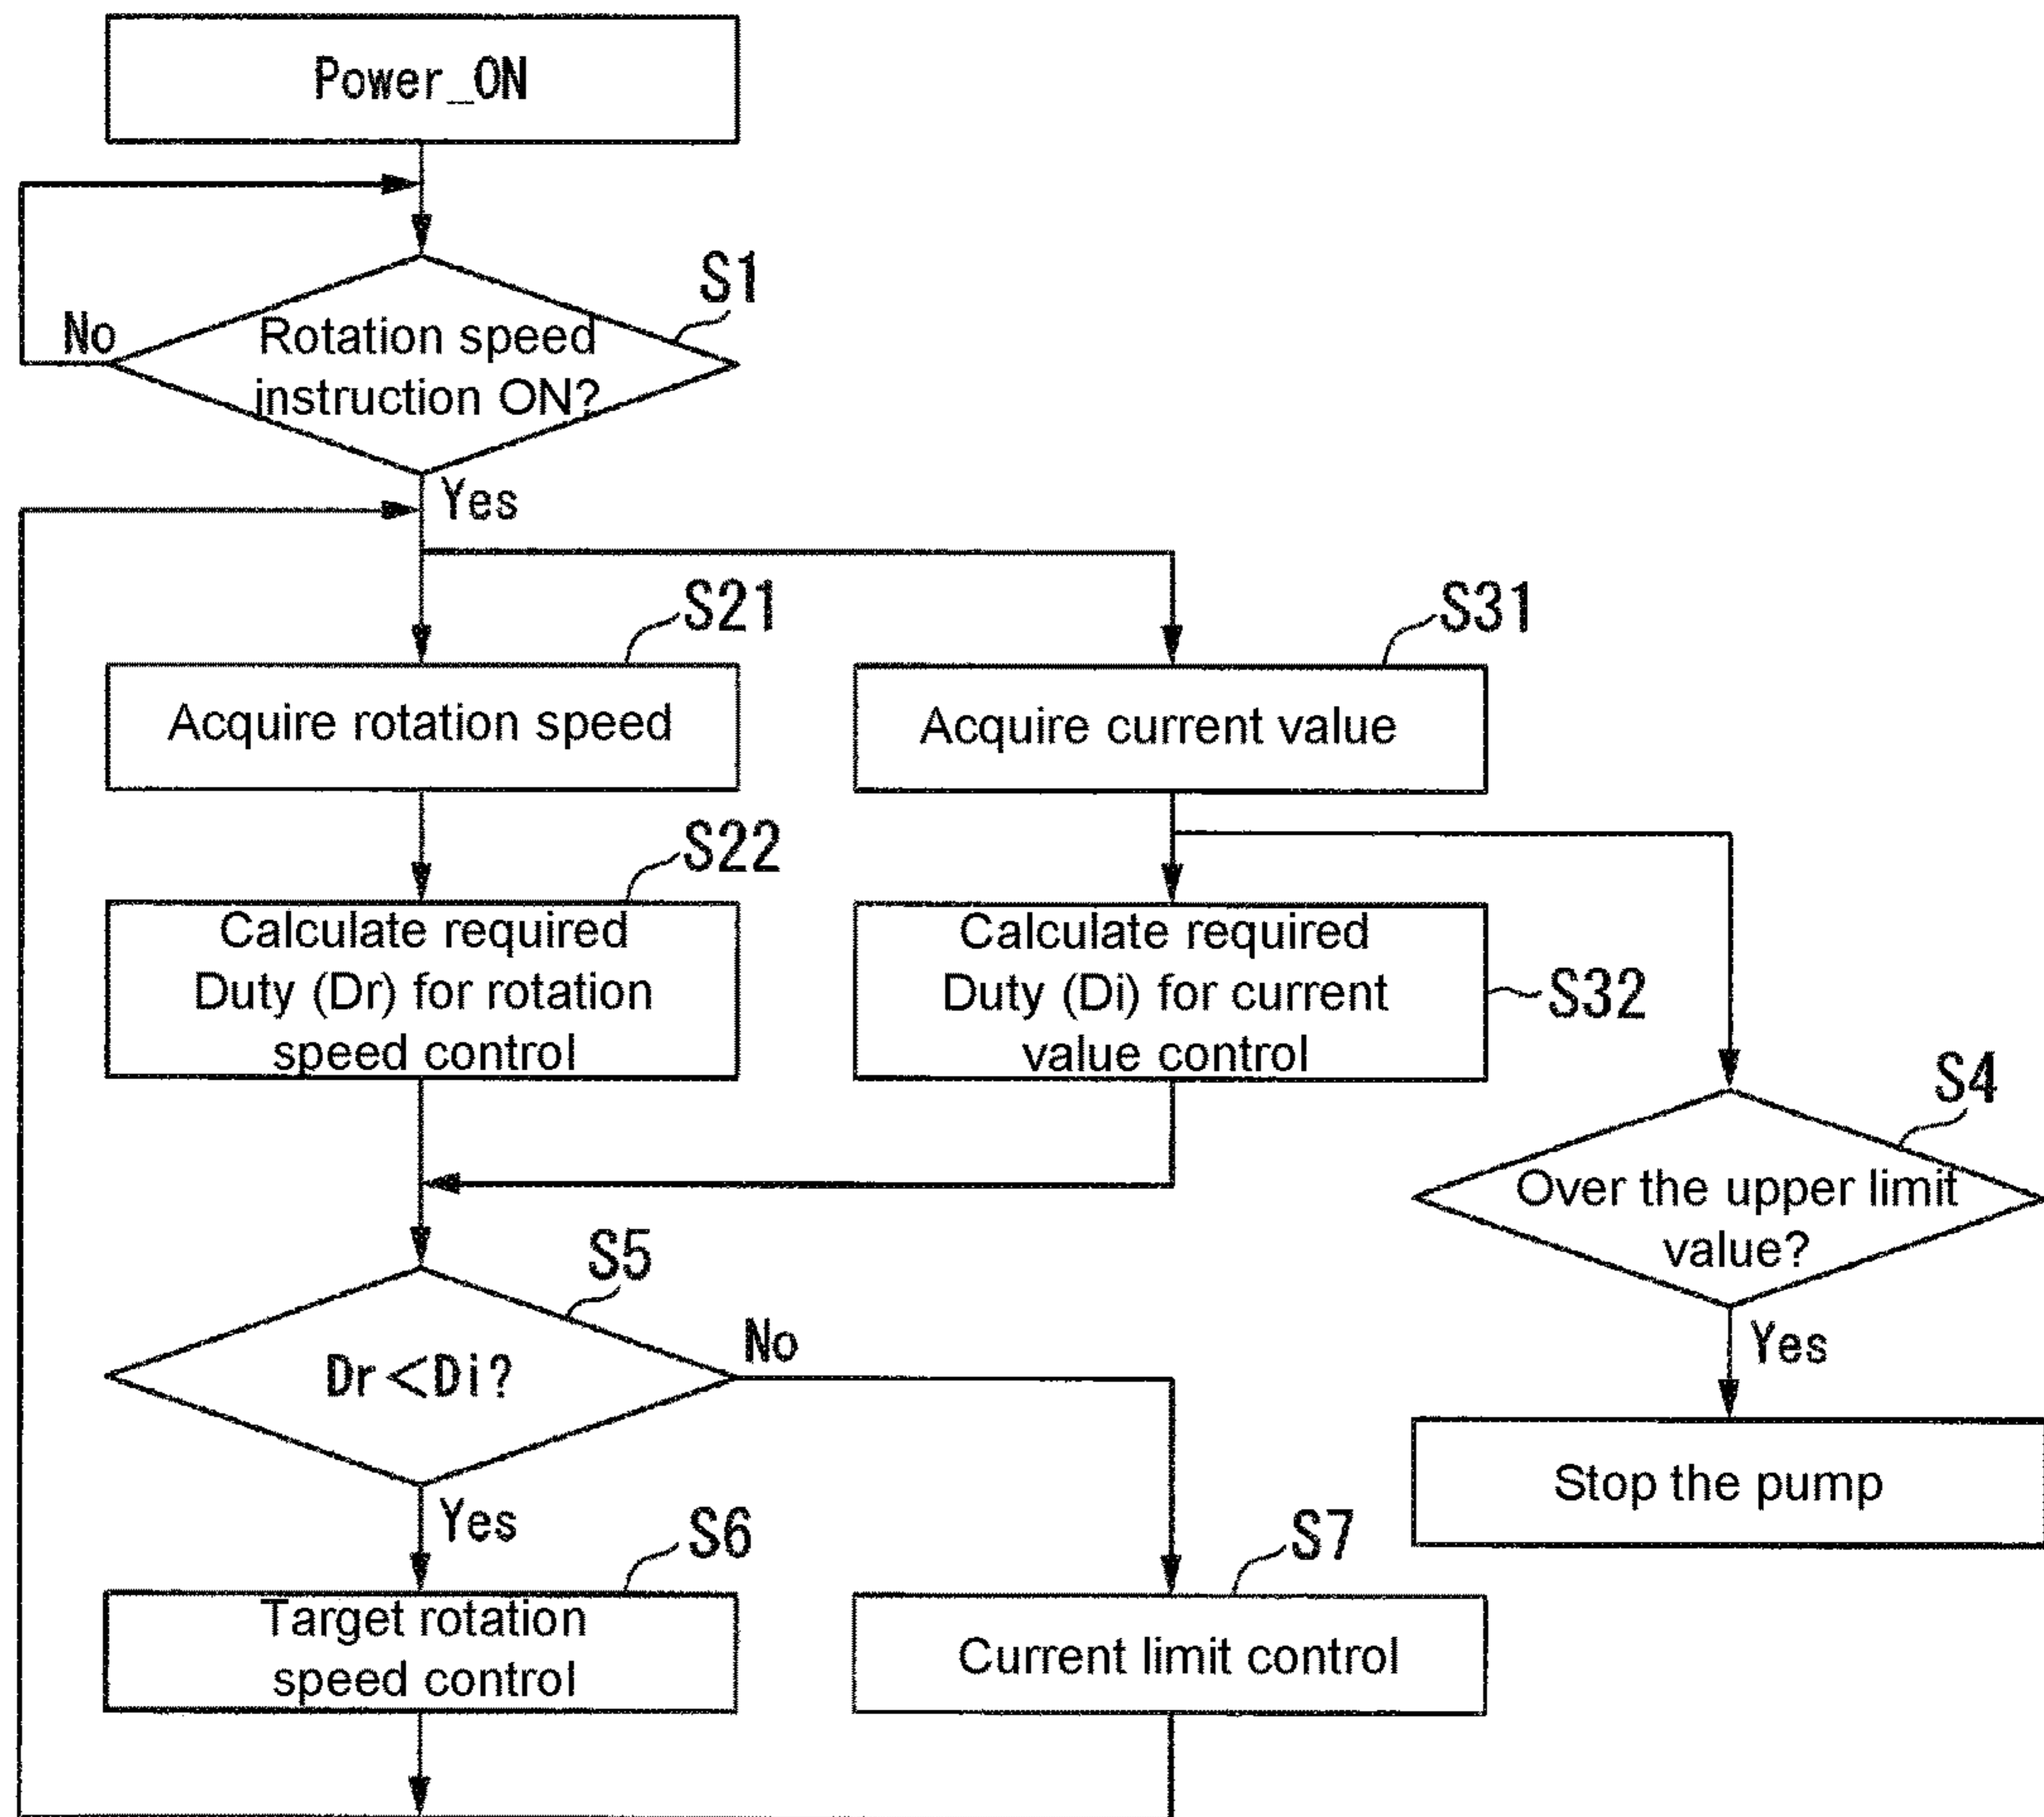 Power_ON
S1
No
Rotation speed
instruction ON?
Yes
S21
S31
Acquire rotation speed
Acquire current value
S22
Calculate required
Duty (Dr) for rotation
speed control
Calculate required
Duty (Di) for current
value control
S32
S4
Over the upper limit
value?
S5
Dr<Di?
No
Yes
Yes
Stop the pump
S6
S7
Target rotation
speed control
Current limit control